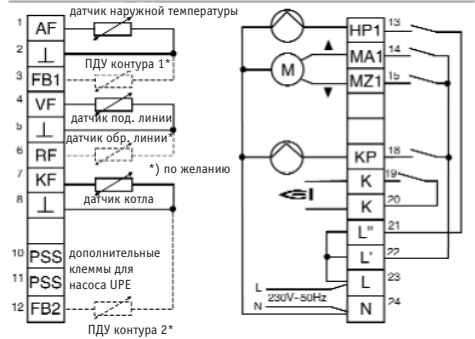 датчик наружной температуры
1 AF
2 ⊥
ПДУ контура 1*
3 FB1
4 VF
датчик под. линии
5 ⊥
датчик обр. линии*
6 RF
*) по желанию
7 KF
датчик котла
8 ⊥
10 PSS
дополнительные
клеммы для
насоса UPE
11 PSS
12 FB2
ПДУ контура 2*
HP1 13
MA1 14
M
MZ1 15
KP 18
K 19
K 20
L" 21
L' 22
L L 23
230V~50Hz
N N 24